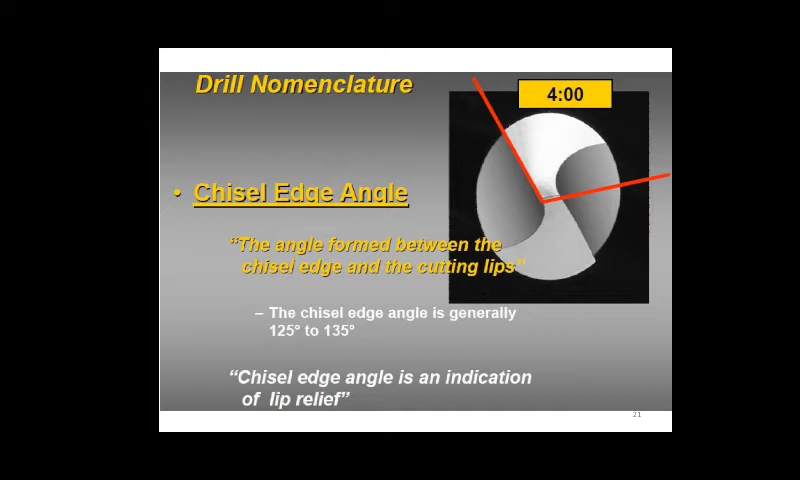 Drill Nomenclature
4:00
• Chisel Edge Angle
“The angle formed between the
chisel edge and the cutting lips”
– The chisel edge angle is generally
125° to 135°
“Chisel edge angle is an indication
of lip relief”
21